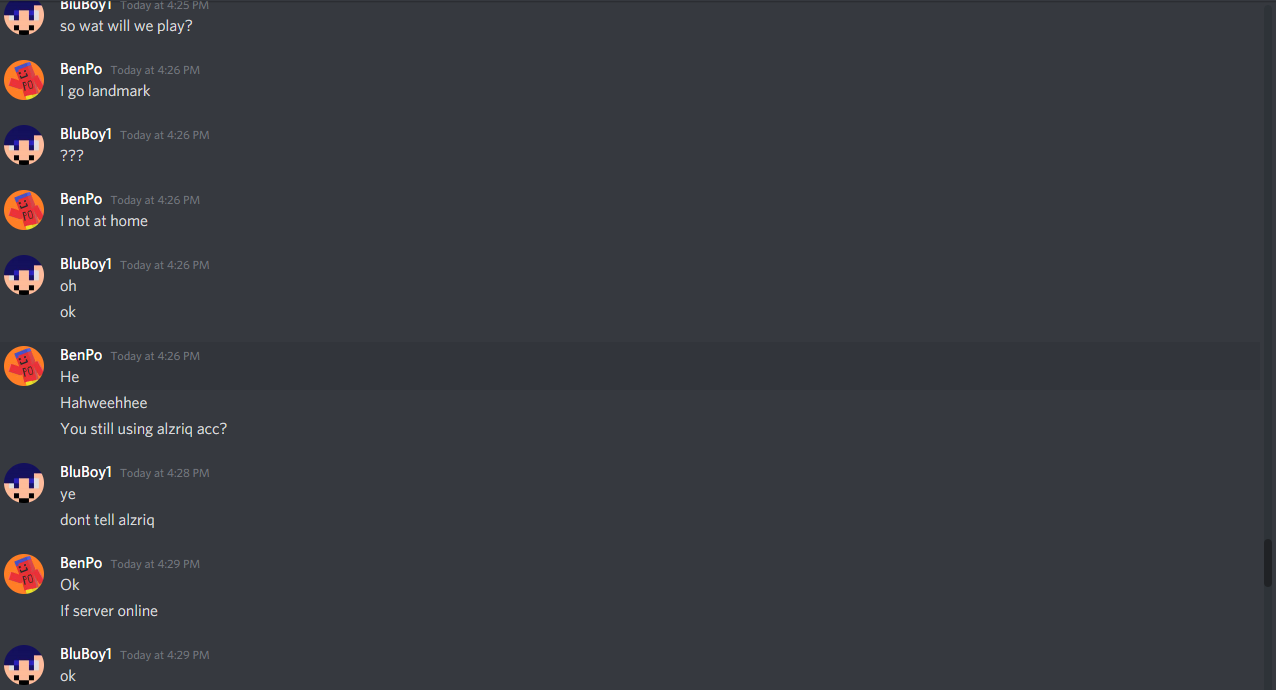 BluBoy1 Today at 4:25 PM
so wat will we play?
BenPo Today at 4:26 PM
I go landmark
BluBoy1 Today at 4:26 PM
???
BenPo Today at 4:26 PM
I not at home
BluBoy1 Today at 4:26 PM
oh
ok
BenPo Today at 4:26 PM
He
Hahweehhee
You still using alzriq acc?
BluBoy1 Today at 4:28 PM
ye
dont tell alzriq
BenPo Today at 4:29 PM
Ok
If server online
BluBoy1 Today at 4:29 PM
ok